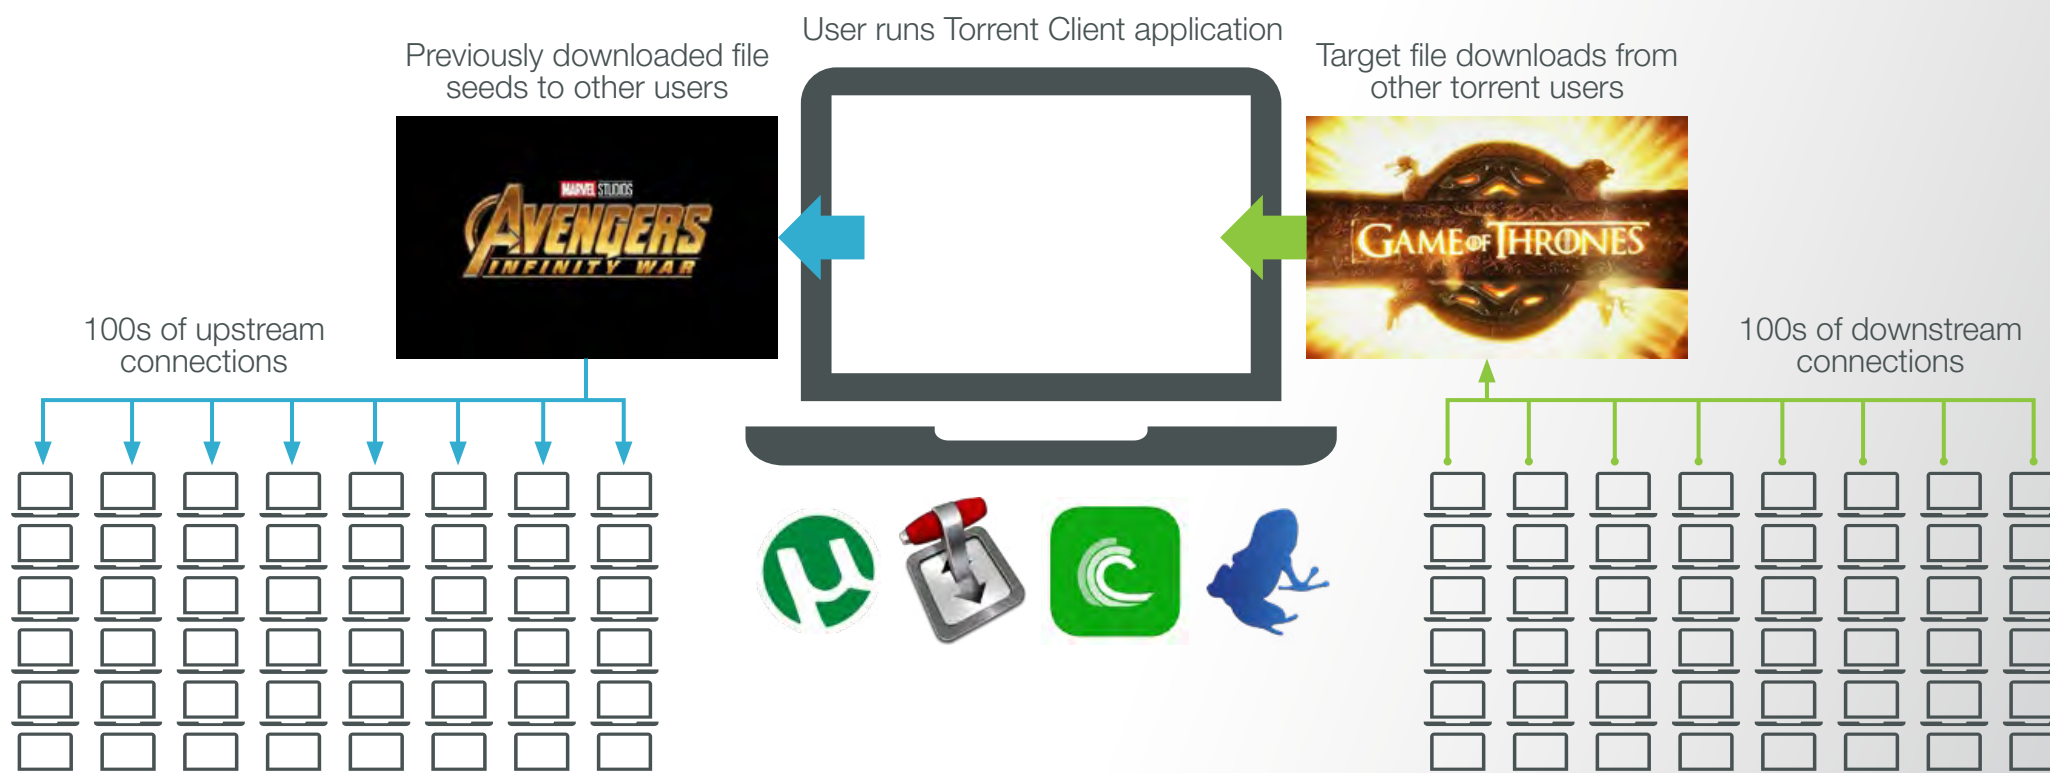 User runs Torrent Client application
Previously downloaded file
seeds to other users
Target file downloads from
other torrent users
MARVEL STUDIOS
AVENGERS
INFINITY WAR
GAME OF THRONES
100s of upstream
connections
100s of downstream
connections
µ